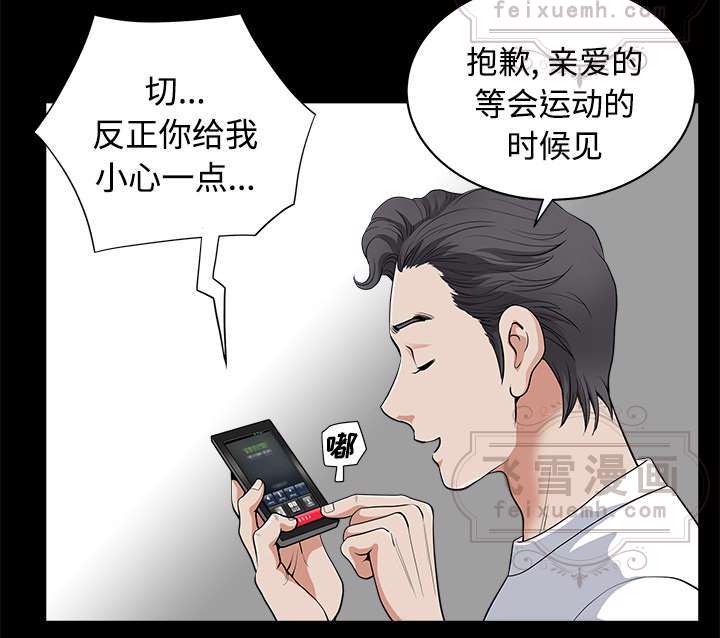 feixuemh.com
抱歉, 亲爱的
等会运动的
时候见
切...
反正你给我
小心一点...
嘟
飞雪漫画
feixuemh.com